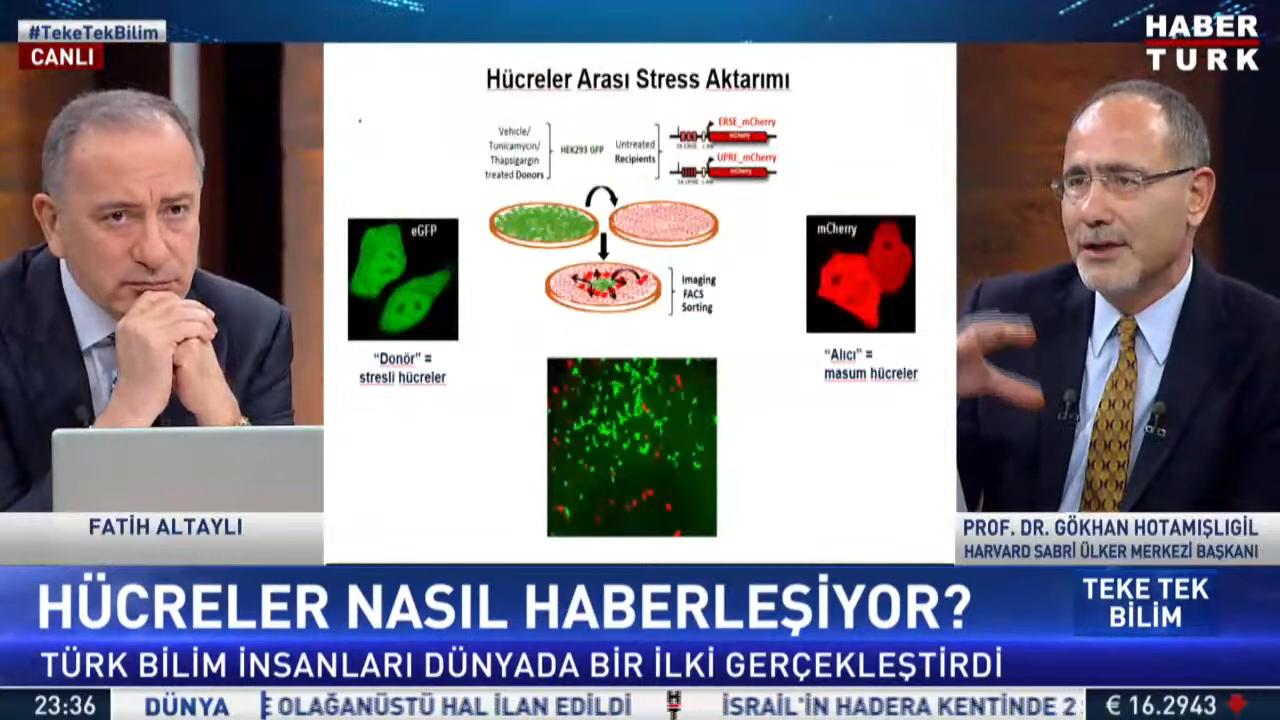 #TekeTekBilim
CANLI
HABER
TURK
Hücreler Arası Stress Aktarımı
Vehicle/
Tunicamycin/
Thapsigargin
treated Donors
HEK293 GFP
Untreated
Recipients
ERSE_mCherry
mCherry
UPRE_mCherry
mCherry
eGFP
mCherry
Imaging
FACS
Sorting
"Donör" =
stresli hücreler
"Alıcı" =
masum hücreler
FATİH ALTAYLI
PROF. DR. GÖKHAN HOTAMIŞLIGİL
HARVARD SABRİ ÜLKER MERKEZİ BAŞKANI
HÜCRELER NASIL HABERLEŞİYOR?
TEKE TEK
BİLİM
TÜRK BİLİM İNSANLARI DÜNYADA BİR İLKİ GERÇEKLEŞTİRDİ
23:36 DÜNYA E OLAĞANÜSTÜ HAL İLAN EDİLDİ İSRAİL'İN HADERA KENTİNDE 2 € 16.2943